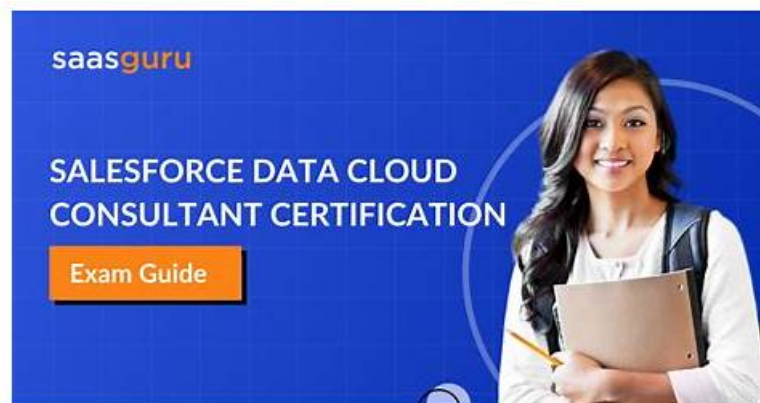 saasguru
SALESFORCE DATA CLOUD
CONSULTANT CERTIFICATION
Exam Guide